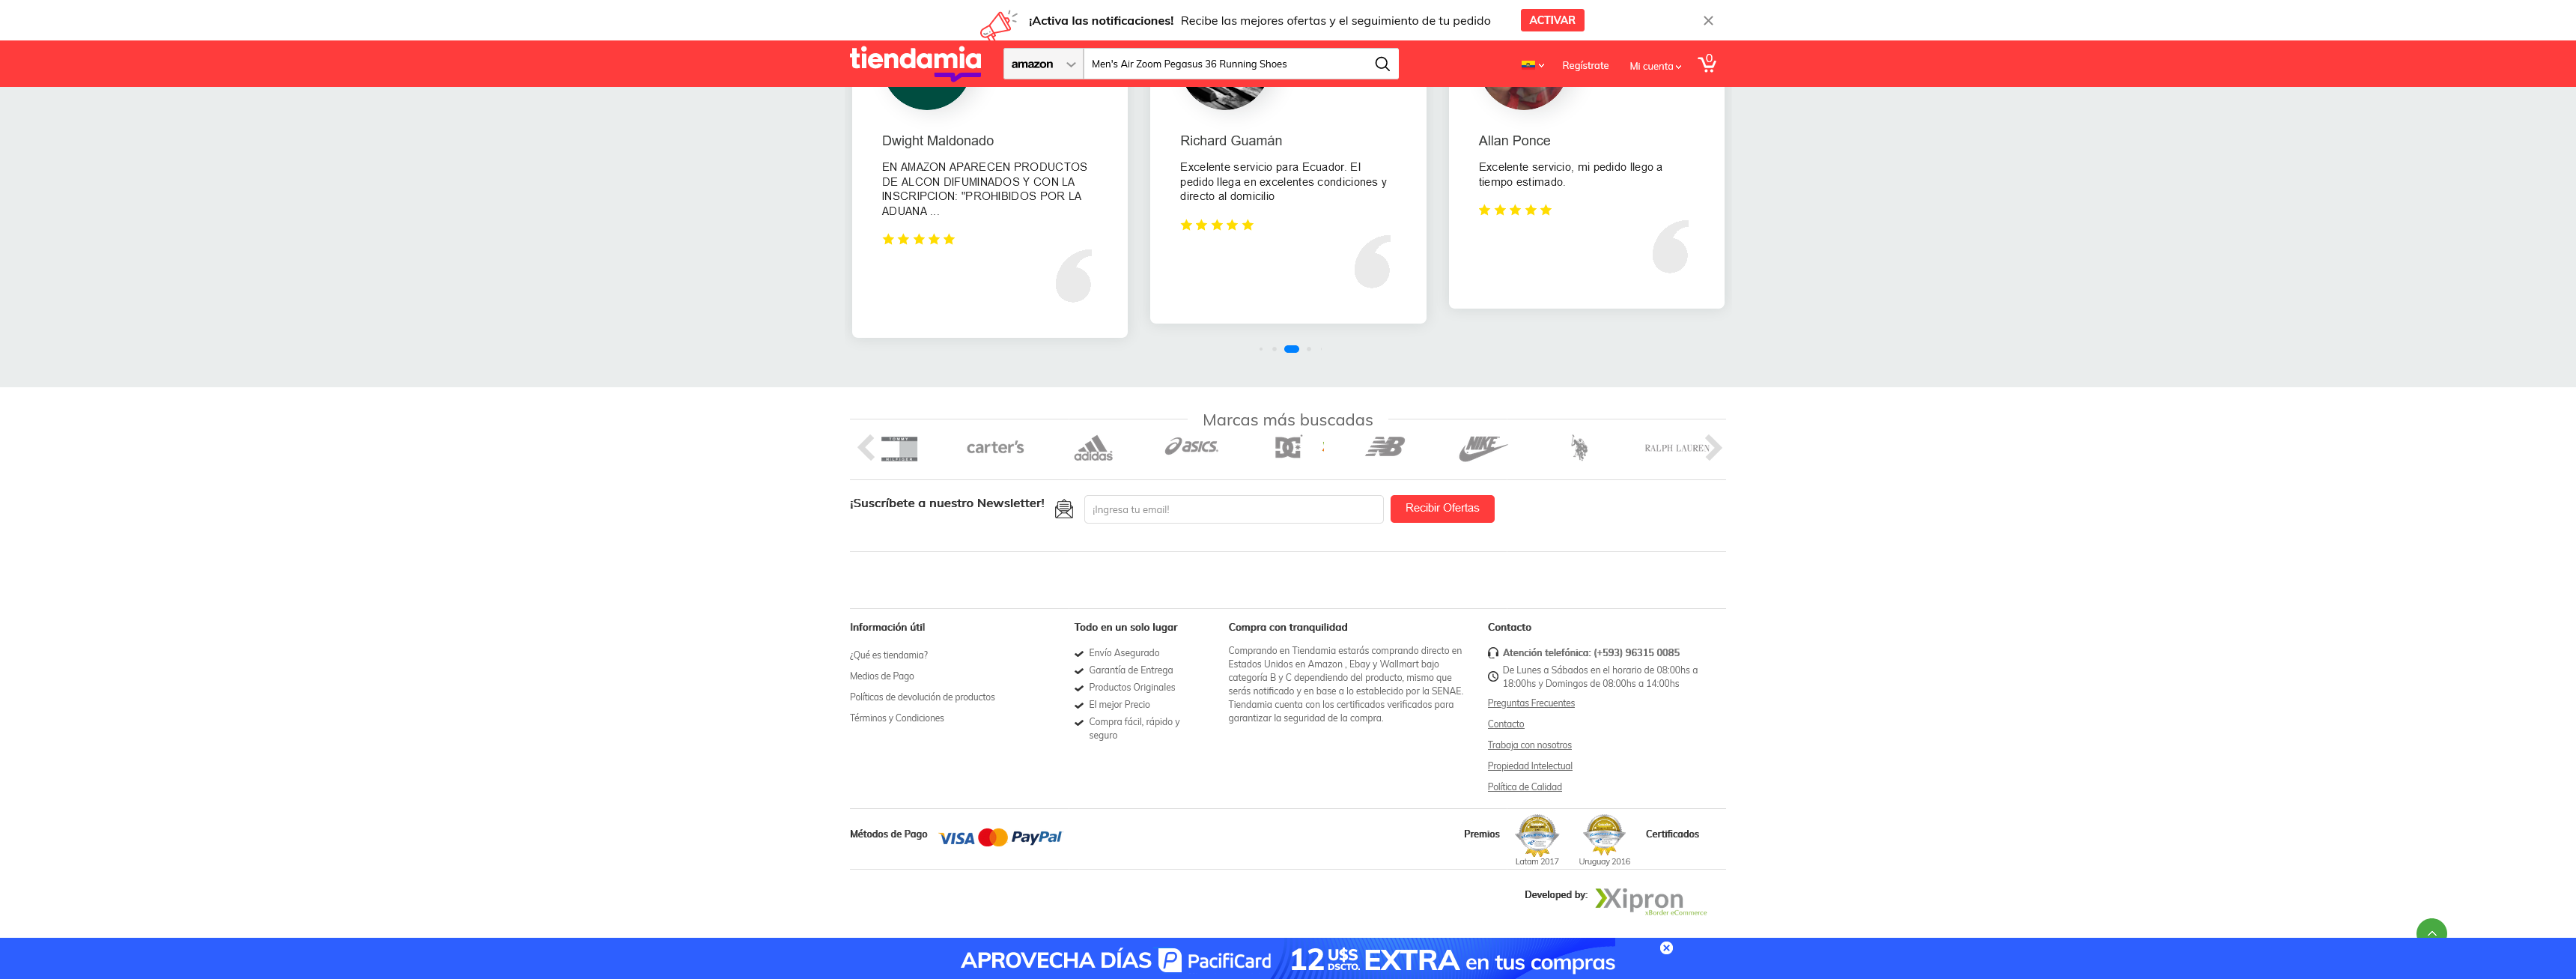 ¡Activa las notificaciones! Recibe las mejores ofertas y el seguimiento de tu pedido
ACTIVAR
tiendamia
amazon
Men's Air Zoom Pegasus 36 Running Shoes
Regístrate
Mi cuenta
0
Dwight Maldonado
EN AMAZON APARECEN PRODUCTOS
DE ALCON DIFUMINADOS Y CON LA
INSCRIPCION: "PROHIBIDOS POR LA
ADUANA ...
Richard Guamán
Excelente servicio para Ecuador. El
pedido llega en excelentes condiciones y
directo al domicilio
Allan Ponce
Excelente servicio, mi pedido llego a
tiempo estimado.
Marcas más buscadas
TOMMY
HILFIGER
carter's
adidas
asics
DC
NB
NIKE
RALPH LAUREN
¡Suscríbete a nuestro Newsletter!
¡Ingresa tu email!
Recibir Ofertas
Información útil
¿Qué es tiendamia?
Medios de Pago
Políticas de devolución de productos
Términos y Condiciones
Todo en un solo lugar
Envío Asegurado
Garantía de Entrega
Productos Originales
El mejor Precio
Compra fácil, rápido y
seguro
Compra con tranquilidad
Comprando en Tiendamia estarás comprando directo en
Estados Unidos en Amazon , Ebay y Wallmart bajo
categoría B y C dependiendo del producto, mismo que
serás notificado y en base a lo establecido por la SENAE.
Tiendamia cuenta con los certificados verificados para
garantizar la seguridad de la compra.
Contacto
Atención telefónica: (+593) 96315 0085
De Lunes a Sábados en el horario de 08:00hs a
18:00hs y Domingos de 08:00hs a 14:00hs
Preguntas Frecuentes
Contacto
Trabaja con nosotros
Propiedad Intelectual
Política de Calidad
Métodos de Pago
VISA
PayPal
Premios
Latam 2017
Uruguay 2016
Certificados
Developed by:
Xipron
xBorder eCommerce
APROVECHA DÍAS PacifiCard 12 U$S DSCTO. EXTRA en tus compras